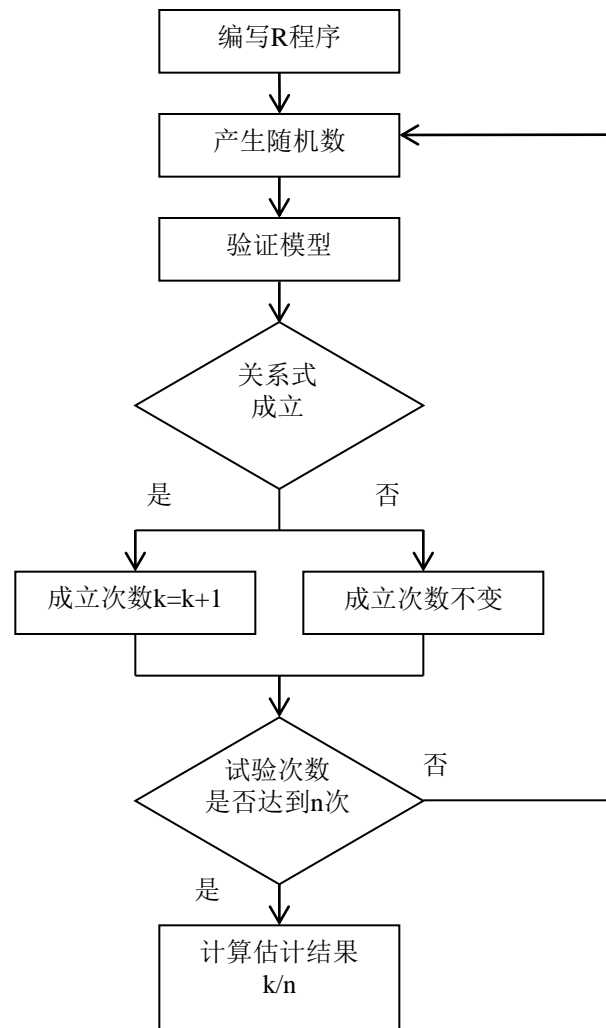 编写R程序
产生随机数
验证模型
关系式
成立
是
否
成立次数k=k+1
成立次数不变
试验次数
是否达到n次
否
是
计算估计结果
k/n